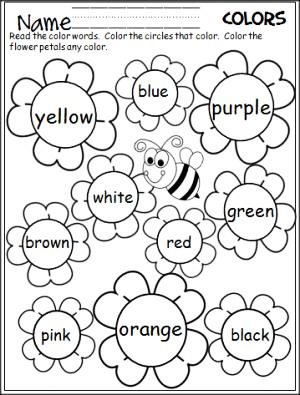 Name COLORS
Read the color words. Color the circles that color. Color the
flower petals any color.
blue
yellow
purple
white
green
brown
red
pink
orange
black